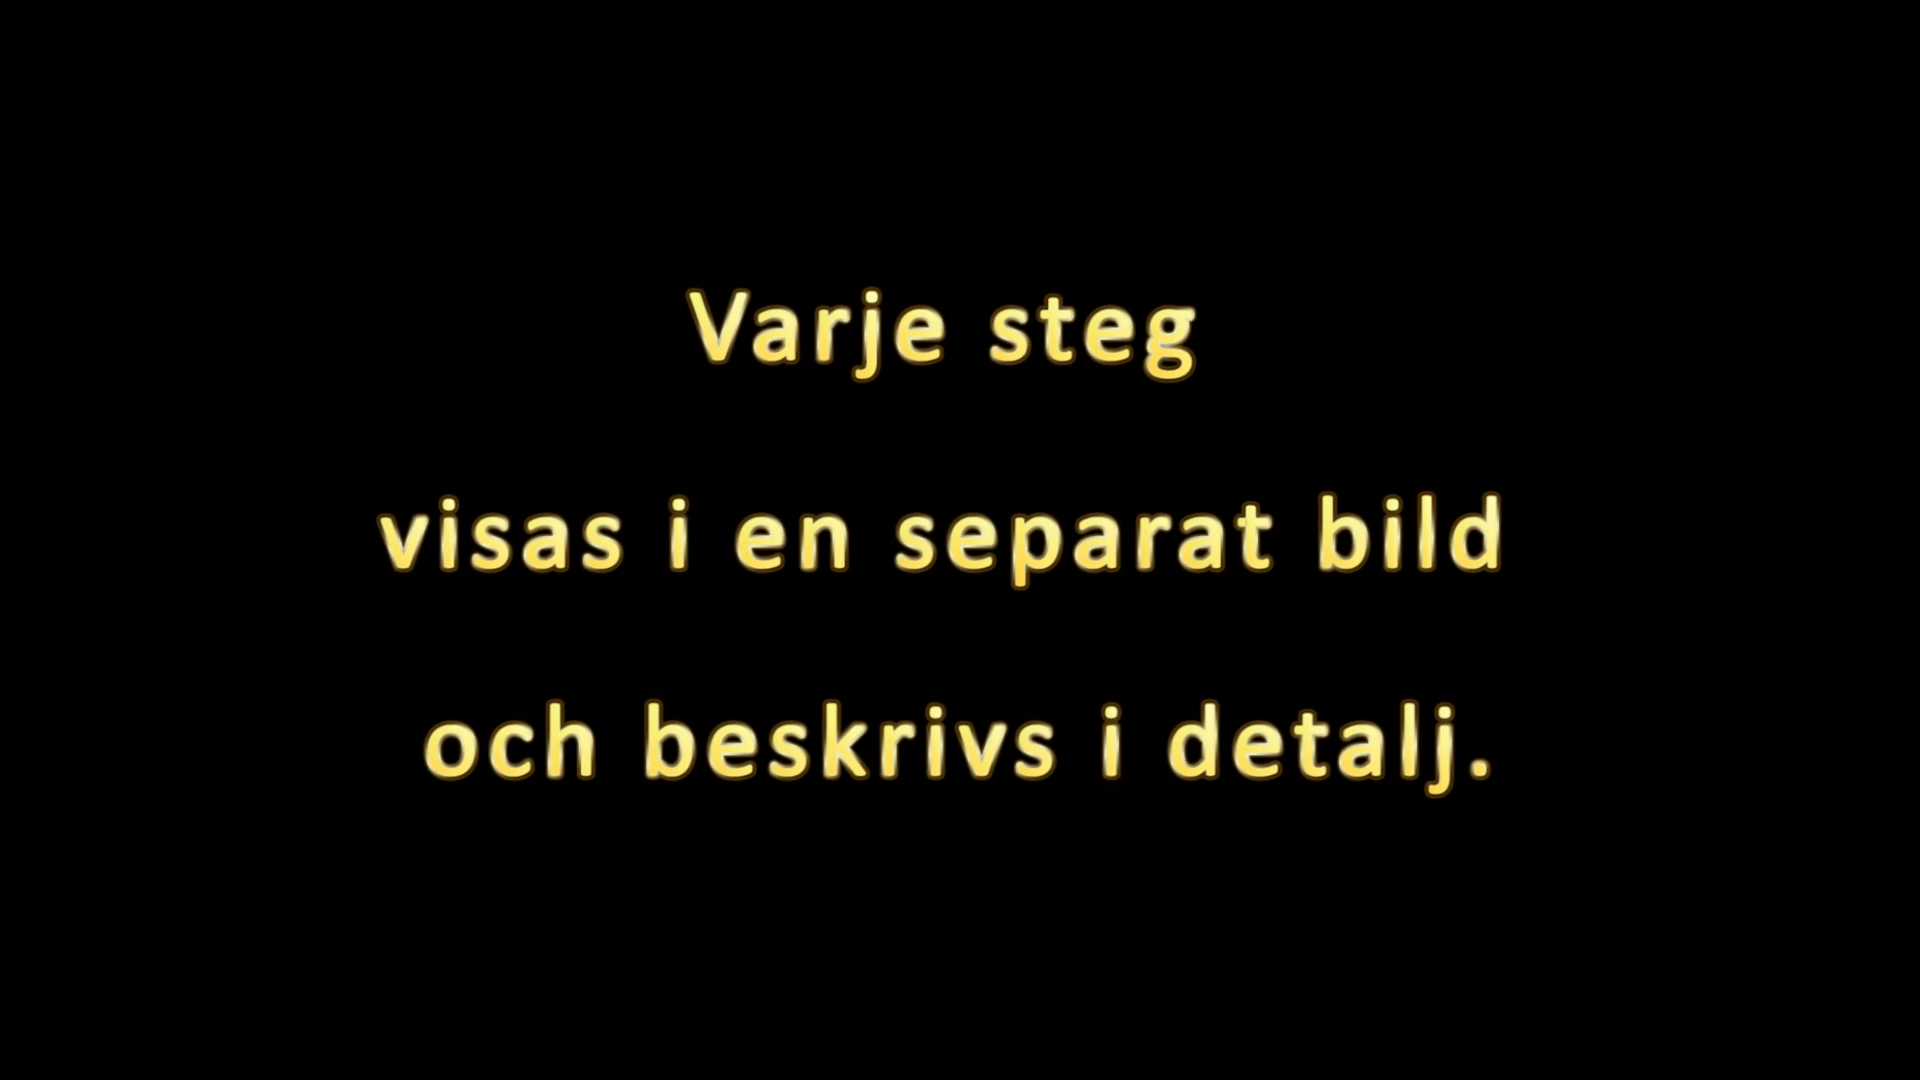 Varje steg
visas i en separat bild
och beskrivs i detalj.